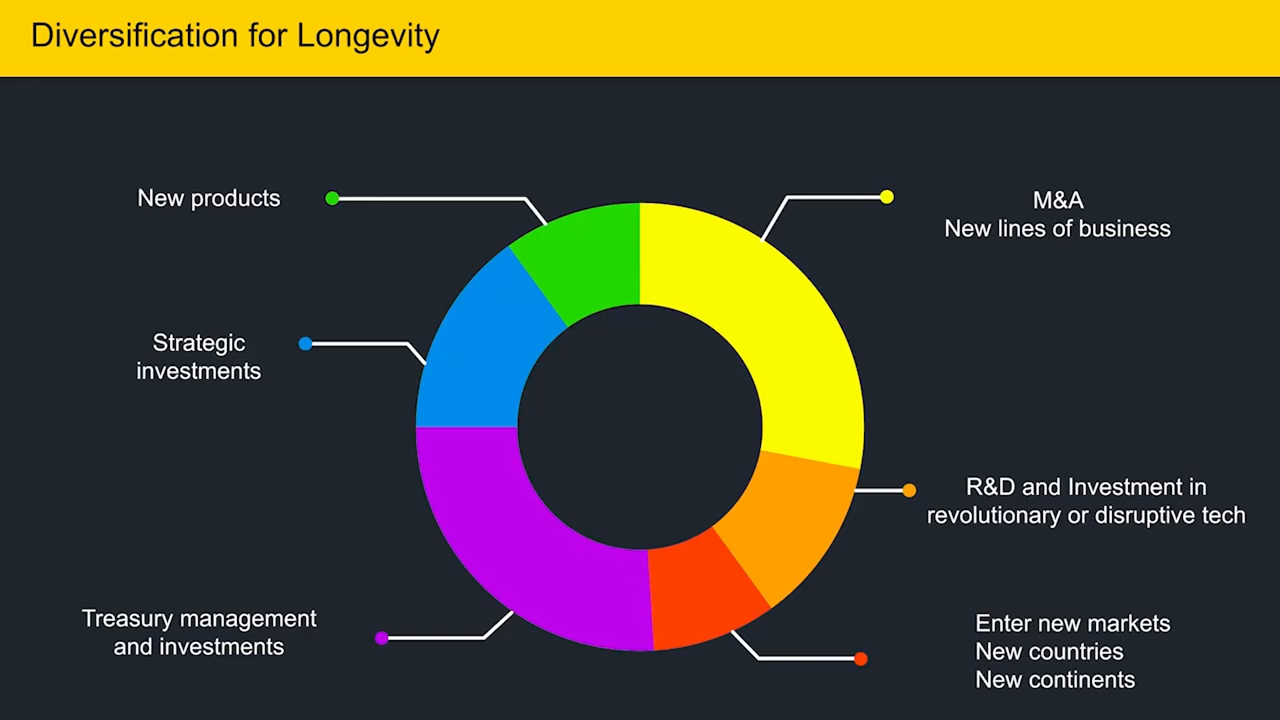 Diversification for Longevity
New products
M&A
New lines of business
Strategic
investments
R&D and Investment in
revolutionary or disruptive tech
Treasury management
and investments
Enter new markets
New countries
New continents